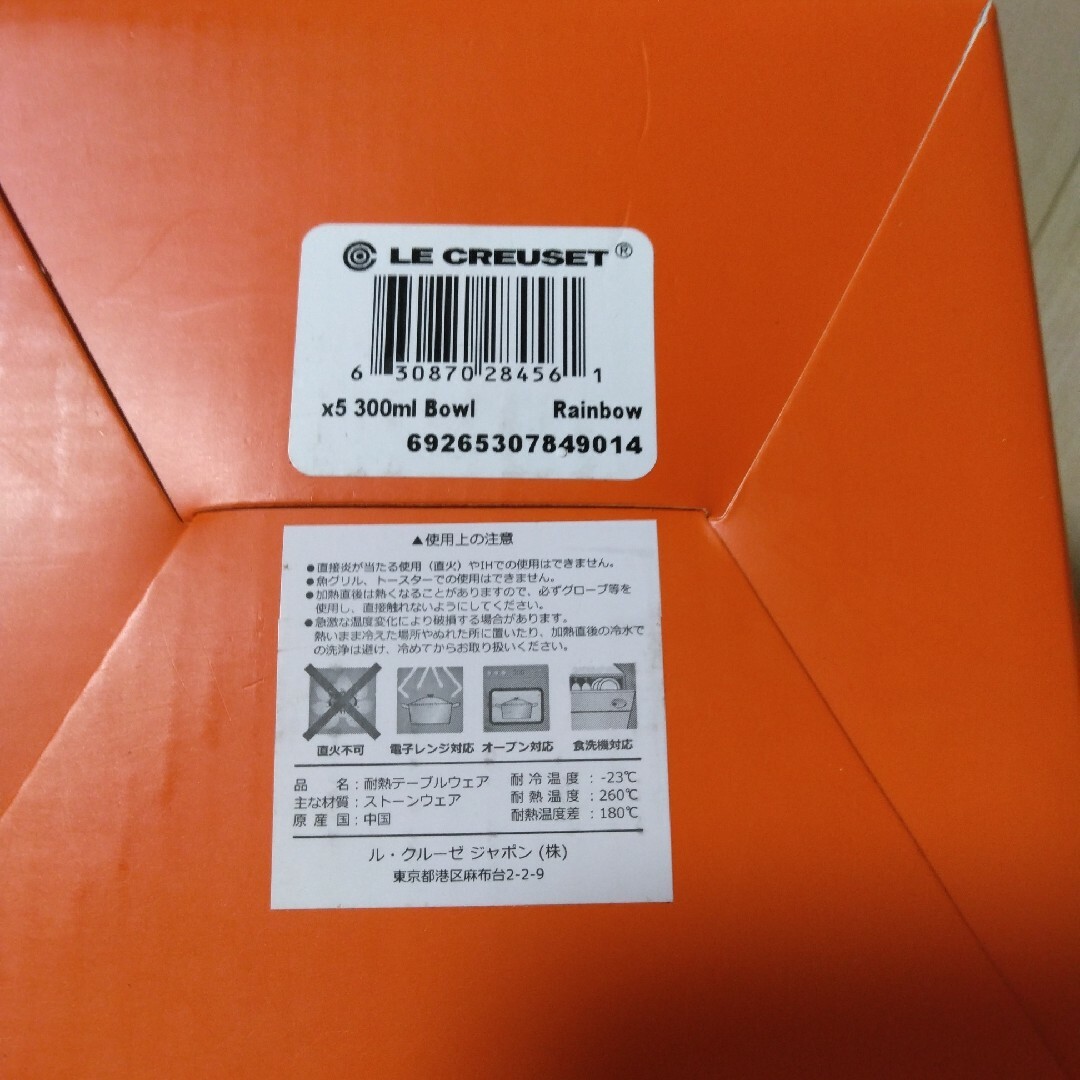 LE CREUSET®
6 30870 28456 1
x5 300ml Bowl Rainbow
69265307849014
▲使用上の注意
●直接炎が当たる使用（直火）やIHでの使用はできません。
●魚グリル、トースターでの使用はできません。
●加熱直後は熱くなることがありますので、必ずグローブ等を
使用し、直接触れないようにしてください。
●急激な温度変化により破損する場合があります。
熱いまま冷えた場所やぬれた所に置いたり、加熱直後の冷水で
の洗浄は避け、冷めてからお取り扱いください。
直火不可 電子レンジ対応 オーブン対応 食洗機対応
品 名：耐熱テーブルウェア 耐冷温度：-23℃
主な材質：ストーンウェア 耐熱温度：260℃
原産国：中国 耐熱温度差：180℃
ル・クルーゼ ジャポン (株)
東京都港区麻布台2-2-9